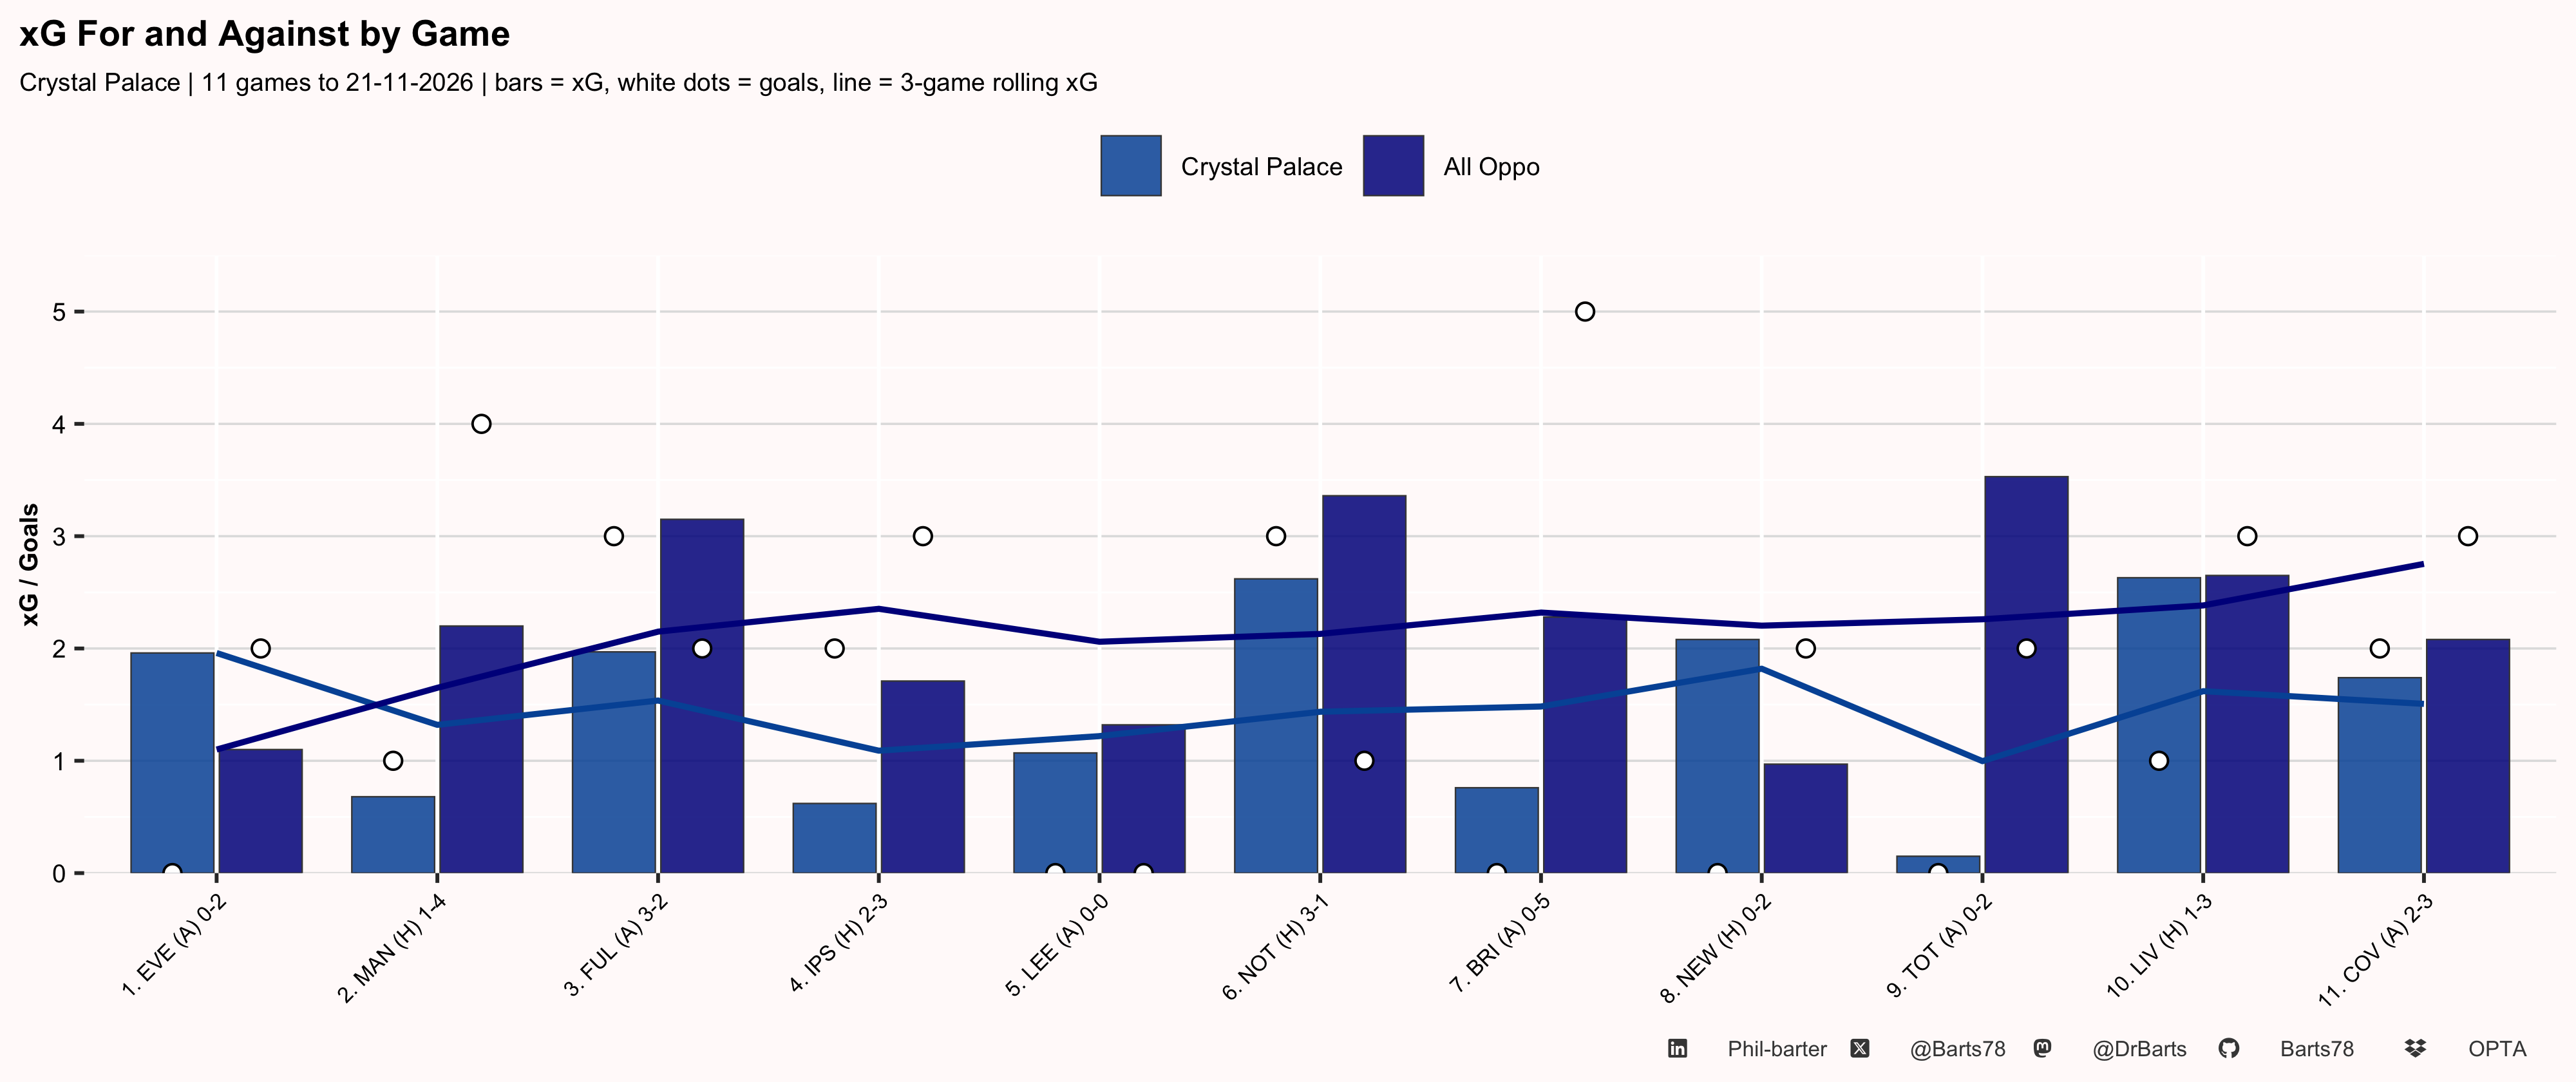 xG For and Against by Game
Crystal Palace | 11 games to 21-11-2026 | bars = xG, white dots = goals, line = 3-game rolling xG
Crystal Palace
All Oppo
xG / Goals
5
4
3
2
1
0
1. EVE (A) 0-2
2. MAN (H) 1-4
3. FUL (A) 3-2
4. IPS (H) 2-3
5. LEE (A) 0-0
6. NOT (H) 3-1
7. BRI (A) 0-5
8. NEW (H) 0-2
9. TOT (A) 0-2
10. LIV (H) 1-3
11. COV (A) 2-3
Phil-barter @Barts78 @DrBarts Barts78 OPTA